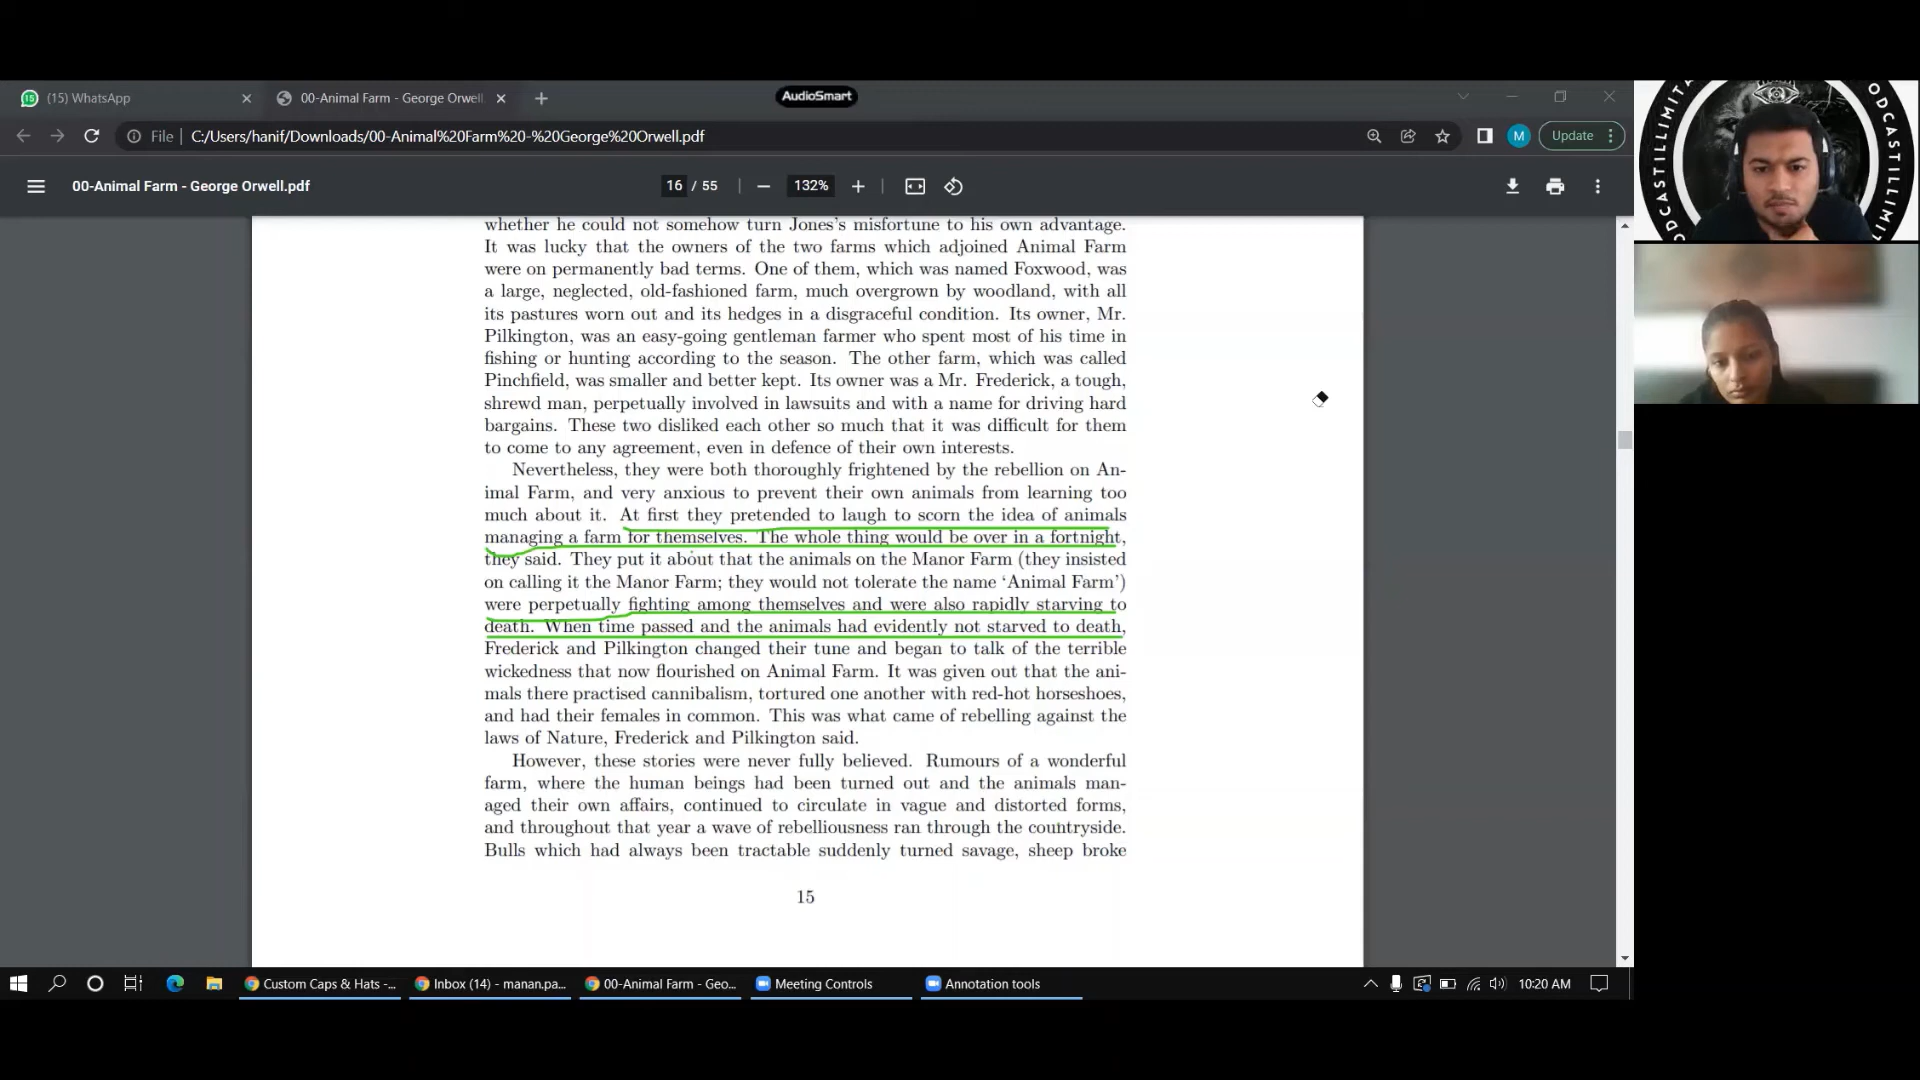 (15) WhatsApp
00-Animal Farm - George Orwell
AudioSmart
File
C:/Users/hanif/Downloads/00-Animal%20Farm%20-%20George%20Orwell.pdf
M
Update
00-Animal Farm - George Orwell.pdf
16 / 55
132%
whether he could not somehow turn Jones's misfortune to his own advantage.
It was lucky that the owners of the two farms which adjoined Animal Farm
were on permanently bad terms. One of them, which was named Foxwood, was
a large, neglected, old-fashioned farm, much overgrown by woodland, with all
its pastures worn out and its hedges in a disgraceful condition. Its owner, Mr.
Pilkington, was an easy-going gentleman farmer who spent most of his time in
fishing or hunting according to the season. The other farm, which was called
Pinchfield, was smaller and better kept. Its owner was a Mr. Frederick, a tough,
shrewd man, perpetually involved in lawsuits and with a name for driving hard
bargains. These two disliked each other so much that it was difficult for them
to come to any agreement, even in defence of their own interests.
Nevertheless, they were both thoroughly frightened by the rebellion on An-
imal Farm, and very anxious to prevent their own animals from learning too
much about it. At first they pretended to laugh to scorn the idea of animals
managing a farm for themselves. The whole thing would be over in a fortnight,
they said. They put it about that the animals on the Manor Farm (they insisted
on calling it the Manor Farm; they would not tolerate the name 'Animal Farm')
were perpetually fighting among themselves and were also rapidly starving to
death. When time passed and the animals had evidently not starved to death,
Frederick and Pilkington changed their tune and began to talk of the terrible
wickedness that now flourished on Animal Farm. It was given out that the ani-
mals there practised cannibalism, tortured one another with red-hot horseshoes,
and had their females in common. This was what came of rebelling against the
laws of Nature, Frederick and Pilkington said.
However, these stories were never fully believed. Rumours of a wonderful
farm, where the human beings had been turned out and the animals man-
aged their own affairs, continued to circulate in vague and distorted forms,
and throughout that year a wave of rebelliousness ran through the countryside.
Bulls which had always been tractable suddenly turned savage, sheep broke
15
Custom Caps & Hats -...
Inbox (14) - manan.pa...
00-Animal Farm - Geo...
Meeting Controls
Annotation tools
10:20 AM